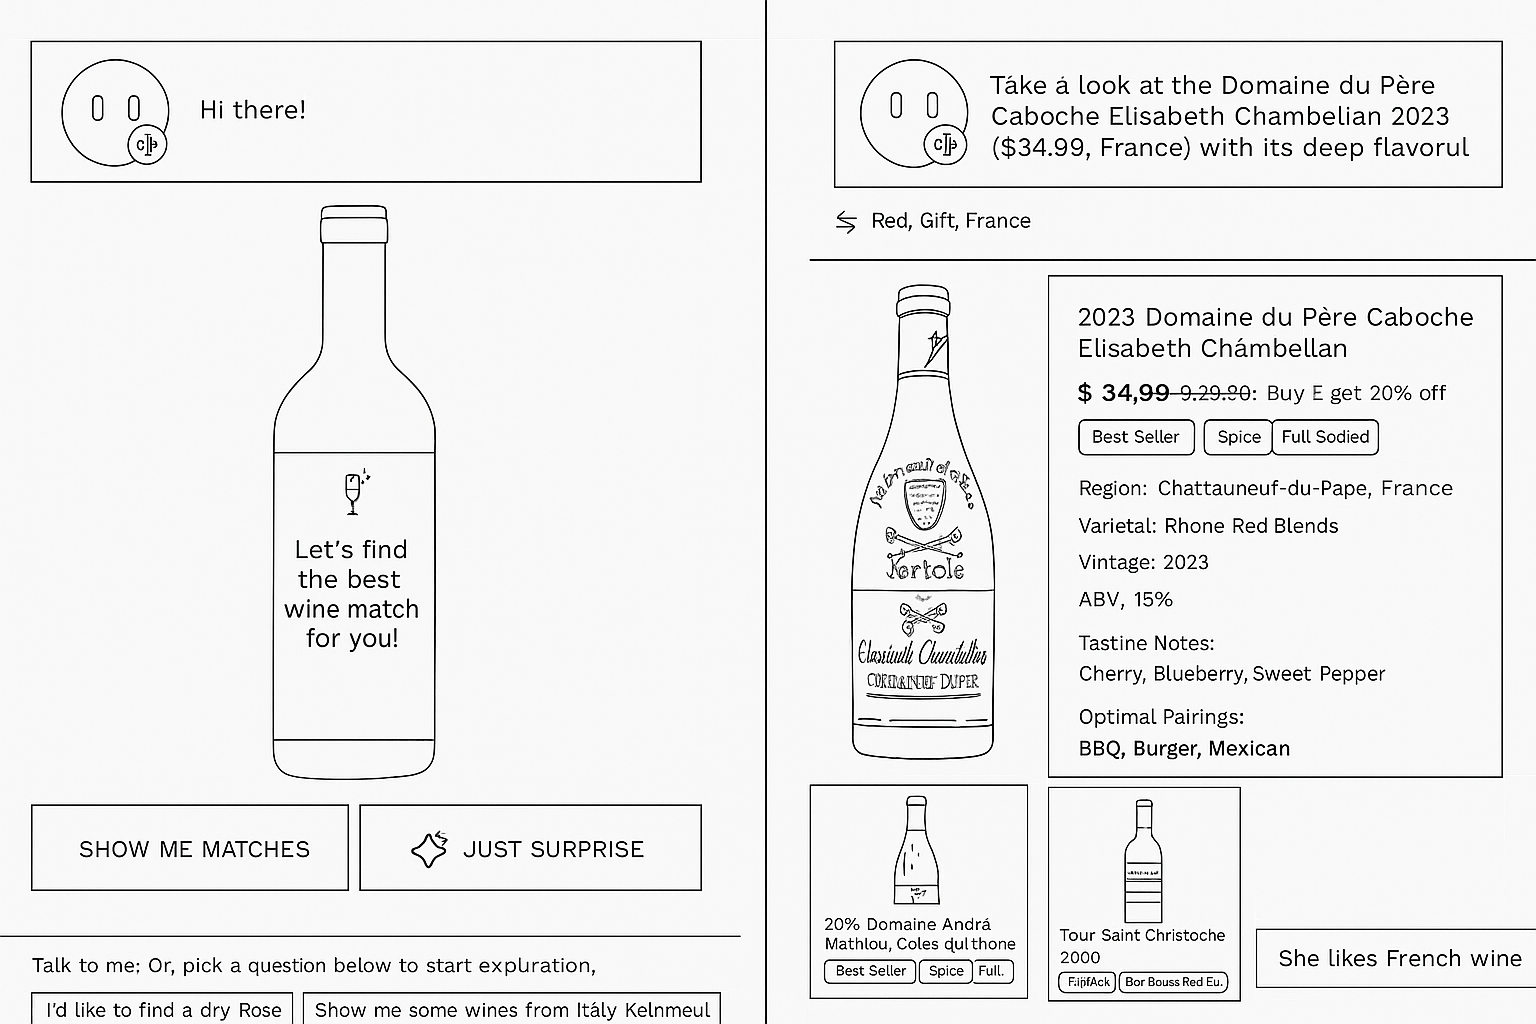 Hi there!
Let's find
the best
wine match
for you!
SHOW ME MATCHES
JUST SURPRISE
Talk to me; Or, pick a question below to start expluration,
I'd like to find a dry Rose
Show me some wines from Itály Kelnmeul
Táke á look at the Domaine du Père
Caboche Elisabeth Chambelian 2023
($34.99, France) with its deep flavorul
Red, Gift, France
2023 Domaine du Père Caboche
Elisabeth Chámbellan
$ 34,99 9.29.80: Buy E get 20% off
Best Seller
Spice
Full Sodied
Region: Chattauneuf-du-Pape, France
Varietal: Rhone Red Blends
Vintage: 2023
ABV, 15%
Tastine Notes:
Cherry, Blueberry, Sweet Pepper
Optimal Pairings:
BBQ, Burger, Mexican
Kortole
DUPER
20% Domaine Andrá
Mathlou, Coles qul thone
Best Seller
Spice
Full.
Tour Saint Christoche
2000
Bor Bouss Red Eu.
She likes French wine